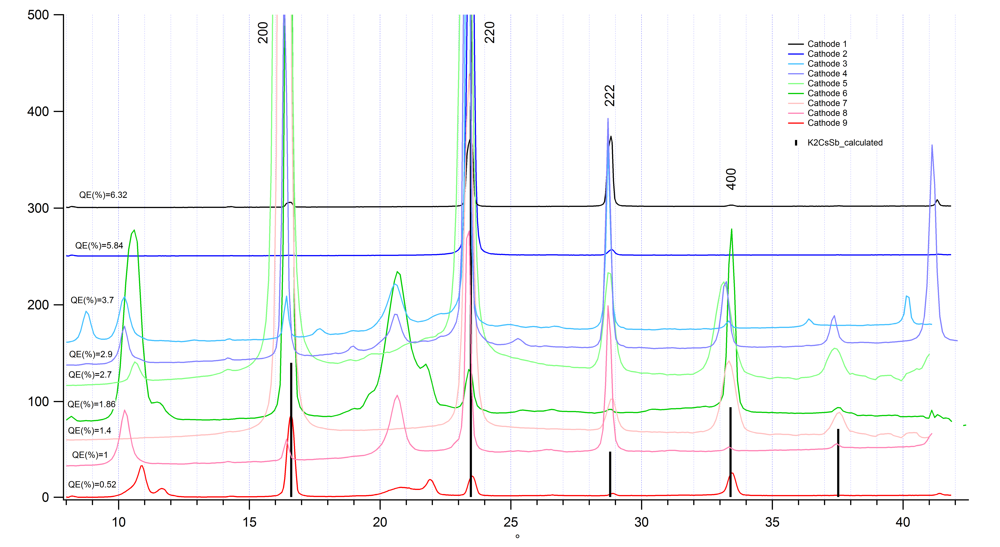 500
400
300
200
100
0
200
220
222
400
Cathode 1
Cathode 2
Cathode 3
Cathode 4
Cathode 5
Cathode 6
Cathode 7
Cathode 8
Cathode 9
K2CsSb_calculated
QE(%)=6.32
QE(%)=5.84
QE(%)=3.7
QE(%)=2.9
QE(%)=2.7
QE(%)=1.86
QE(%)=1.4
QE(%)=1
QE(%)=0.52
10 15 20 25 30 35 40
°